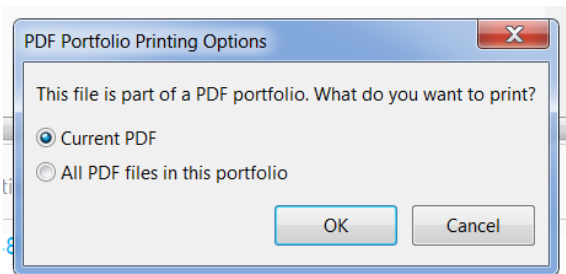 PDF Portfolio Printing Options
This file is part of a PDF portfolio. What do you want to print?
Current PDF
All PDF files in this portfolio
OK Cancel